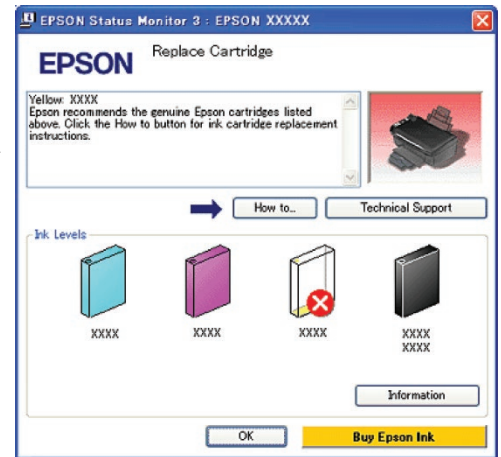 EPSON Status Monitor 3 : EPSON XXXXX
EPSON
Replace Cartridge
Yellow: XXXX
Epson recommends the genuine Epson cartridges listed
above. Click the How to button for ink cartridge replacement
instructions.
How to...
Technical Support
Ink Levels
XXXX
XXXX
XXXX
XXXX
XXXX
Information
OK
Buy Epson Ink